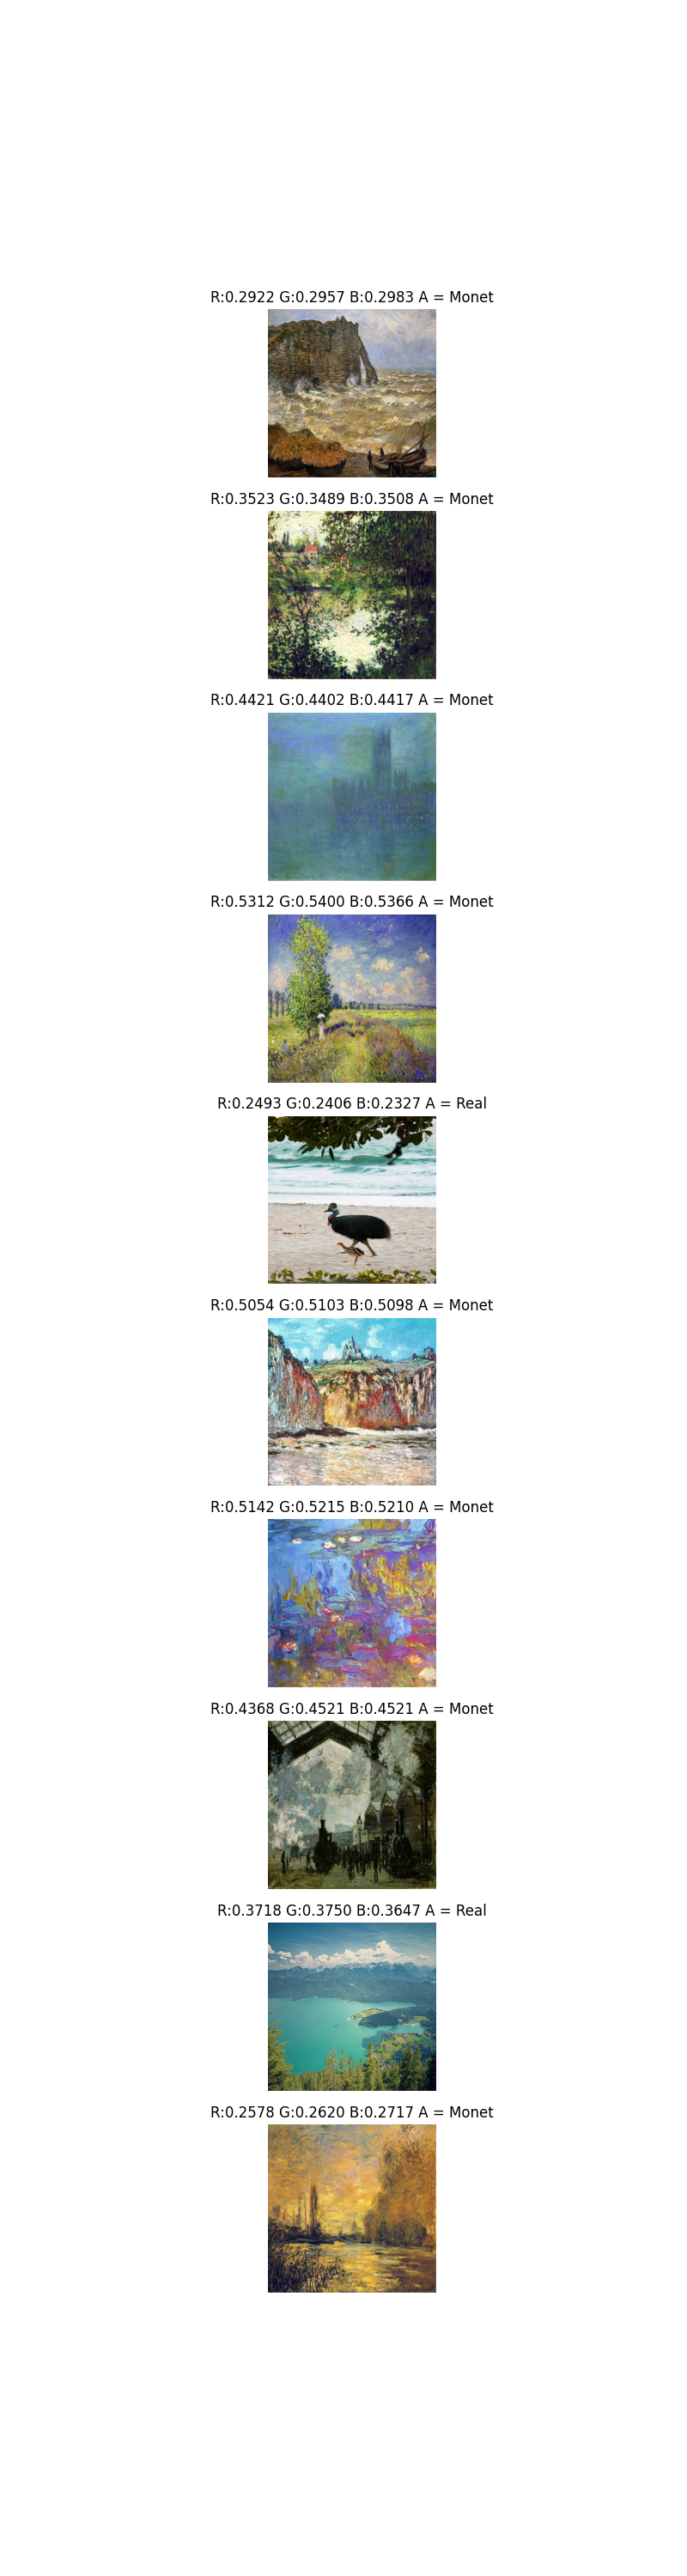 R:0.2922 G:0.2957 B:0.2983 A = Monet
R:0.3523 G:0.3489 B:0.3508 A = Monet
R:0.4421 G:0.4402 B:0.4417 A = Monet
R:0.5312 G:0.5400 B:0.5366 A = Monet
R:0.2493 G:0.2406 B:0.2327 A = Real
R:0.5054 G:0.5103 B:0.5098 A = Monet
R:0.5142 G:0.5215 B:0.5210 A = Monet
R:0.4368 G:0.4521 B:0.4521 A = Monet
R:0.3718 G:0.3750 B:0.3647 A = Real
R:0.2578 G:0.2620 B:0.2717 A = Monet